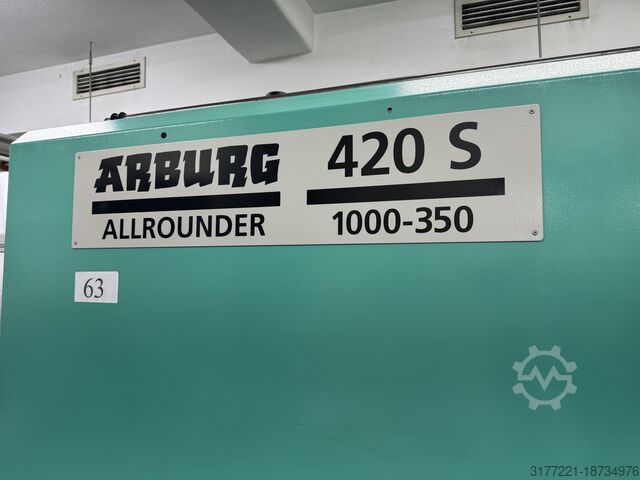 ARBURG
ALLROUNDER
420 S
1000-350
63
3177221-18734976